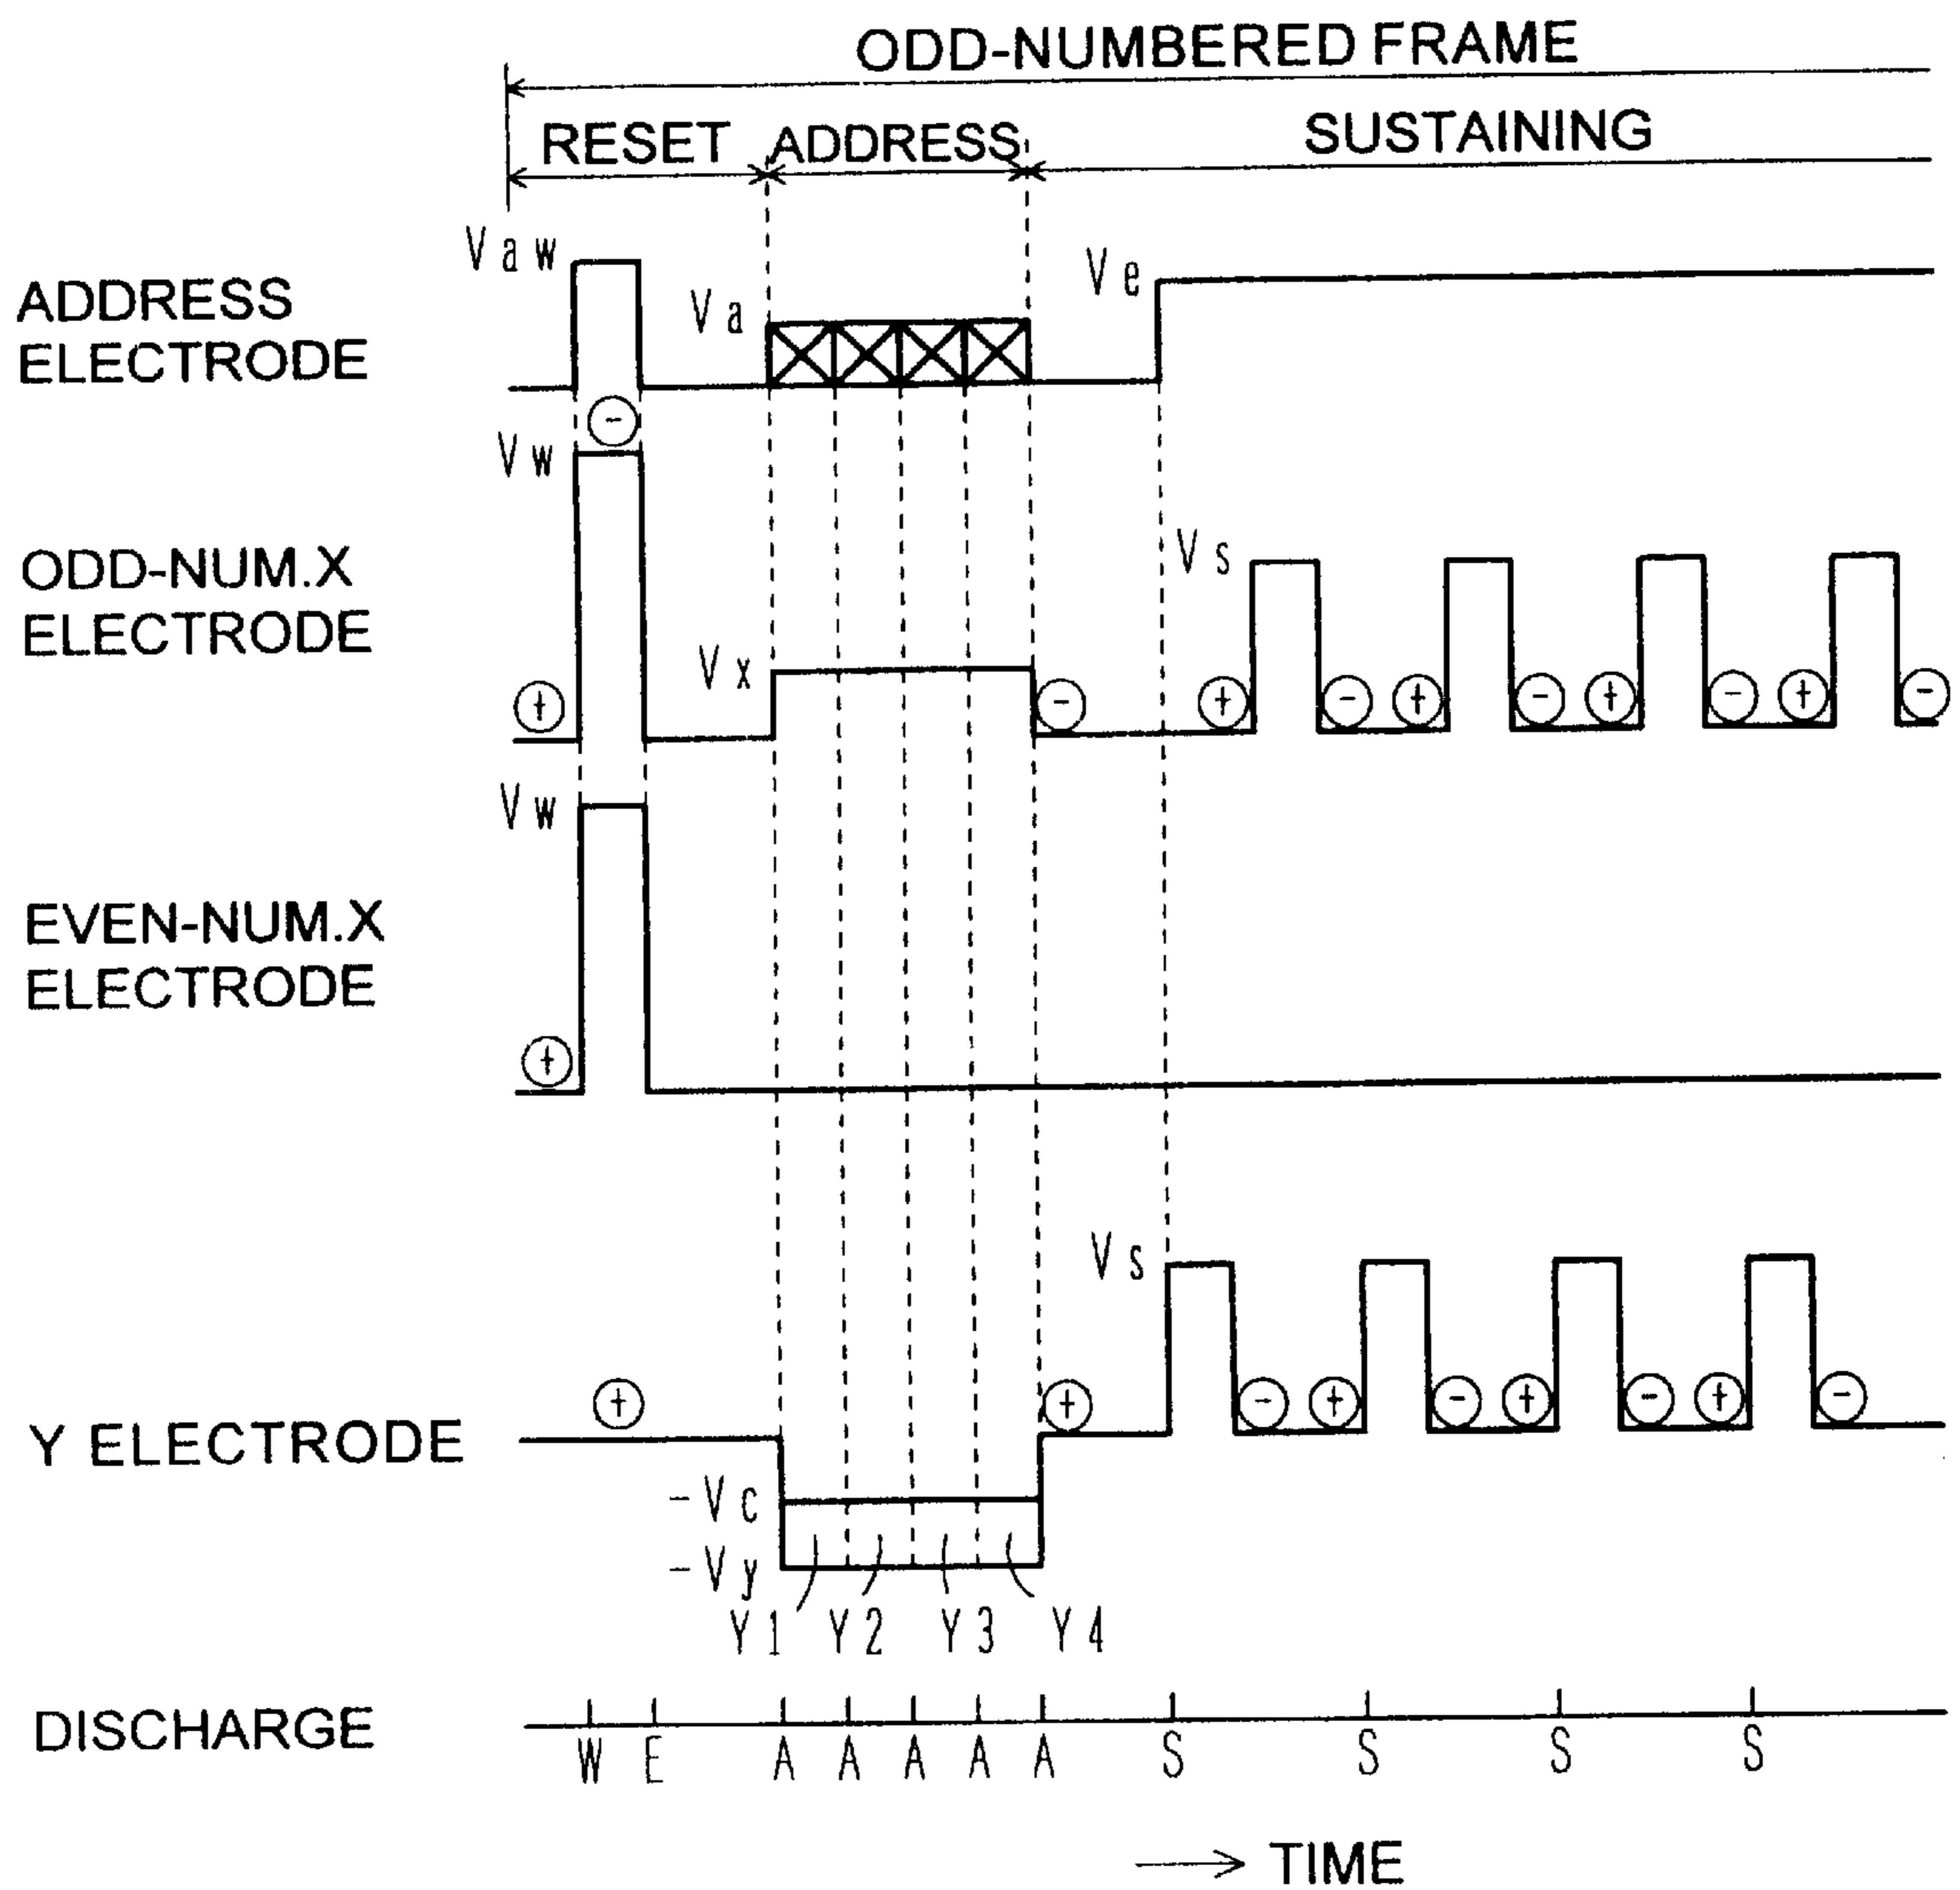 ODD-NUMBERED FRAME
RESET ADDRESS SUSTAINING
Vaw
Va
Ve
ADDRESS
ELECTRODE
-
Vw
ODD-NUM.X
ELECTRODE
Vs
Vx
+ - + - + - + - + -
Vw
EVEN-NUM.X
ELECTRODE
+
Vs
Y ELECTRODE
+ + - + - + - + -
-Vc
-Vy
Y1 Y2 Y3 Y4
DISCHARGE
W E A A A A A S S S S
TIME